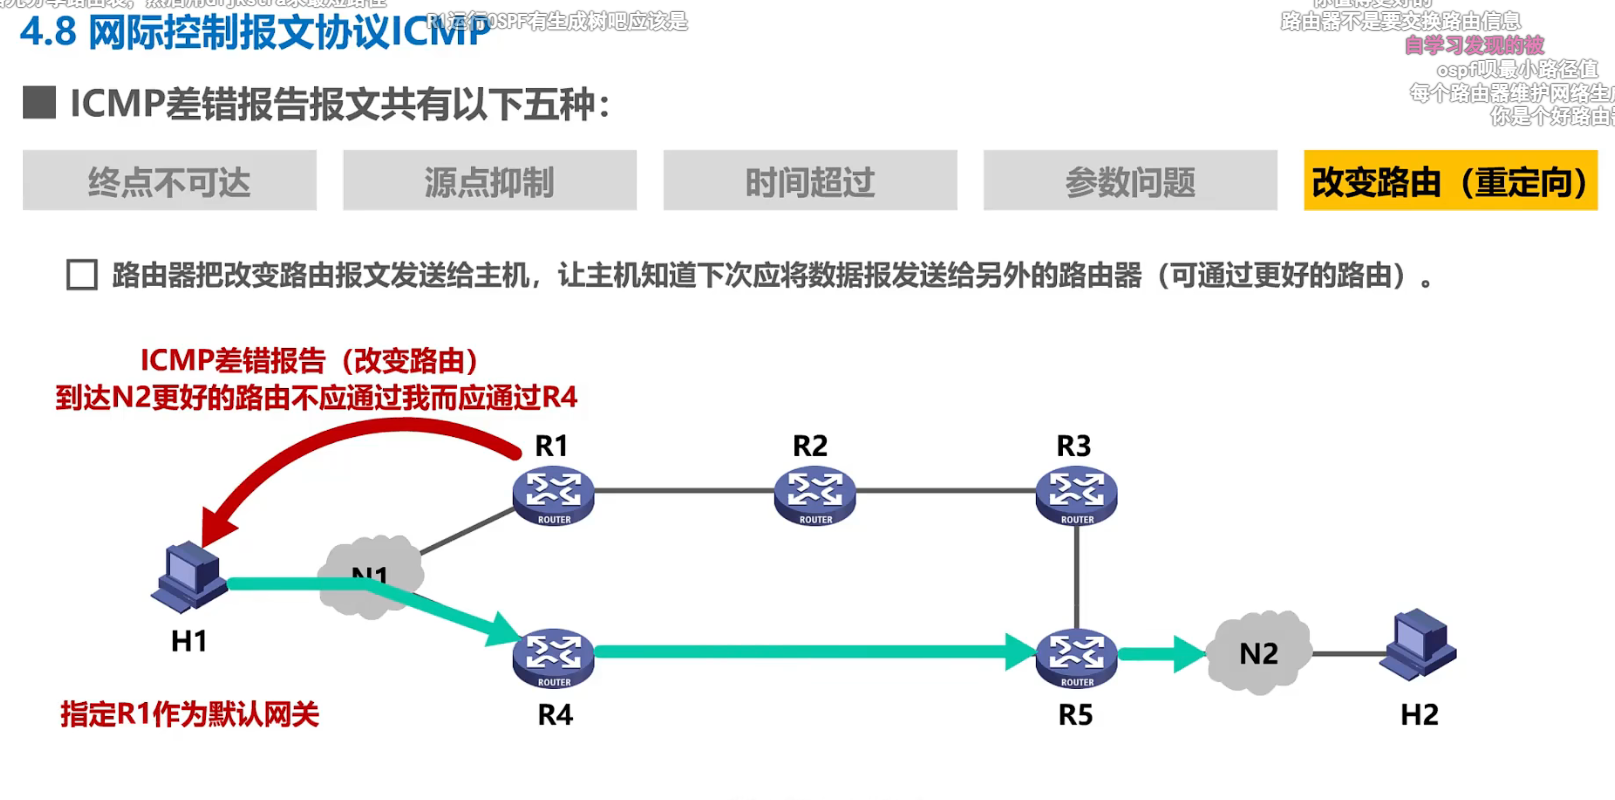 R1运行OSPF有生成树吧应该是
路由器不是要交换路由信息
4.8 网际控制报文协议ICMP
自学习发现的被
ospf呗最小路径值
每个路由器维护网络生
你是个好路由
ICMP差错报告报文共有以下五种：
终点不可达
源点抑制
时间超过
参数问题
改变路由（重定向）
路由器把改变路由报文发送给主机，让主机知道下次应将数据报发送给另外的路由器（可通过更好的路由）。
ICMP差错报告（改变路由）
到达N2更好的路由不应通过我而应通过R4
R1
R2
R3
ROUTER
ROUTER
ROUTER
N1
H1
ROUTER
ROUTER
N2
R4
R5
H2
指定R1作为默认网关